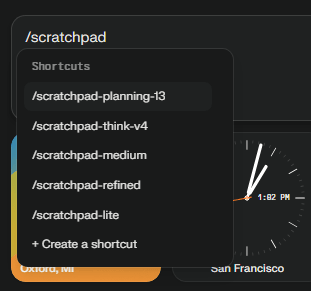 /scratchpad
Shortcuts
/scratchpad-planning-13
/scratchpad-think-v4
/scratchpad-medium
/scratchpad-refined
/scratchpad-lite
+ Create a shortcut
1:02 PM
Oxford, MI
San Francisco